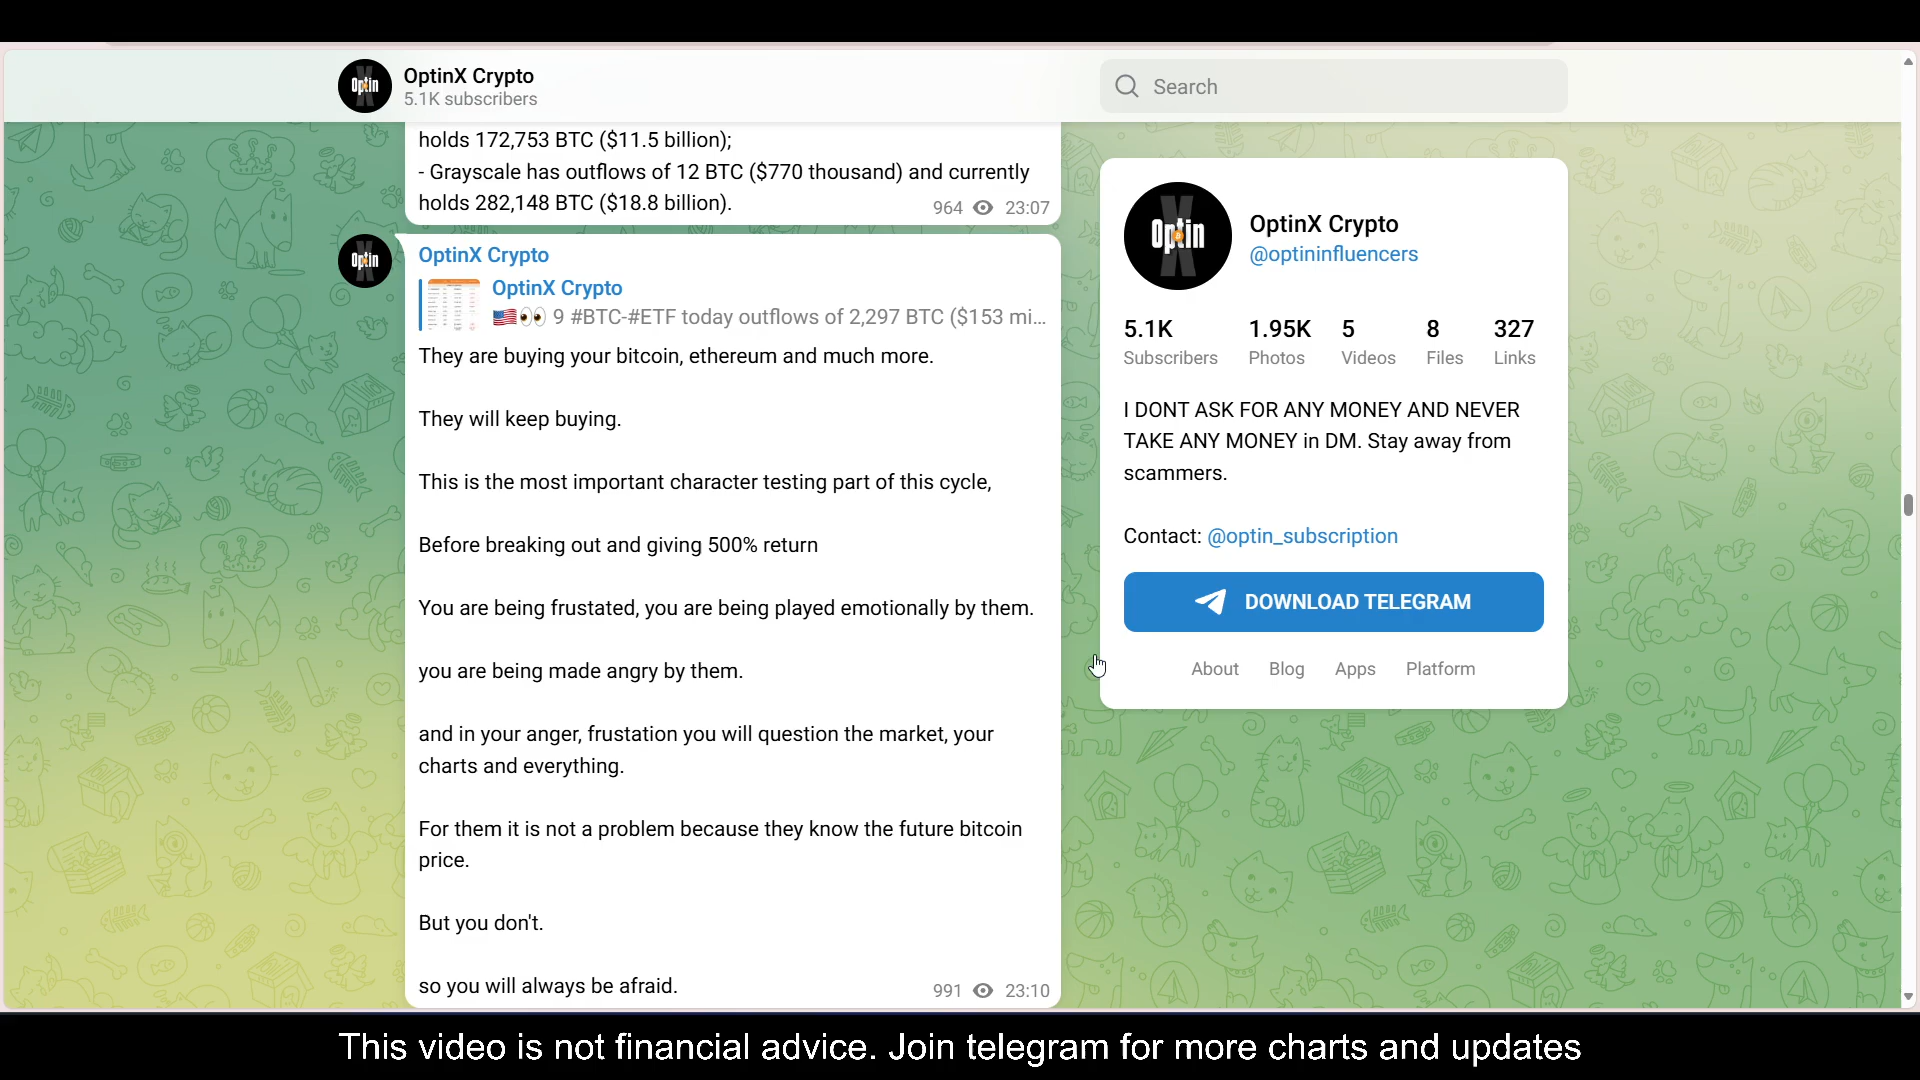 OptinX Crypto
5.1K subscribers
Search
holds 172,753 BTC ($11.5 billion);
- Grayscale has outflows of 12 BTC ($770 thousand) and currently
holds 282,148 BTC ($18.8 billion).
964 23:07
Optin
OptinX Crypto
OptinX Crypto
🇺🇸👀 9 #BTC-#ETF today outflows of 2,297 BTC ($153 mi...
They are buying your bitcoin, ethereum and much more.
They will keep buying.
This is the most important character testing part of this cycle,
Before breaking out and giving 500% return
You are being frustated, you are being played emotionally by them.
you are being made angry by them.
and in your anger, frustation you will question the market, your
charts and everything.
For them it is not a problem because they know the future bitcoin
price.
But you don't.
so you will always be afraid.
991 23:10
Optin
OptinX Crypto
@optininfluencers
5.1K 1.95K 5 8 327
Subscribers Photos Videos Files Links
I DONT ASK FOR ANY MONEY AND NEVER
TAKE ANY MONEY in DM. Stay away from
scammers.
Contact: @optin_subscription
DOWNLOAD TELEGRAM
About Blog Apps Platform
This video is not financial advice. Join telegram for more charts and updates